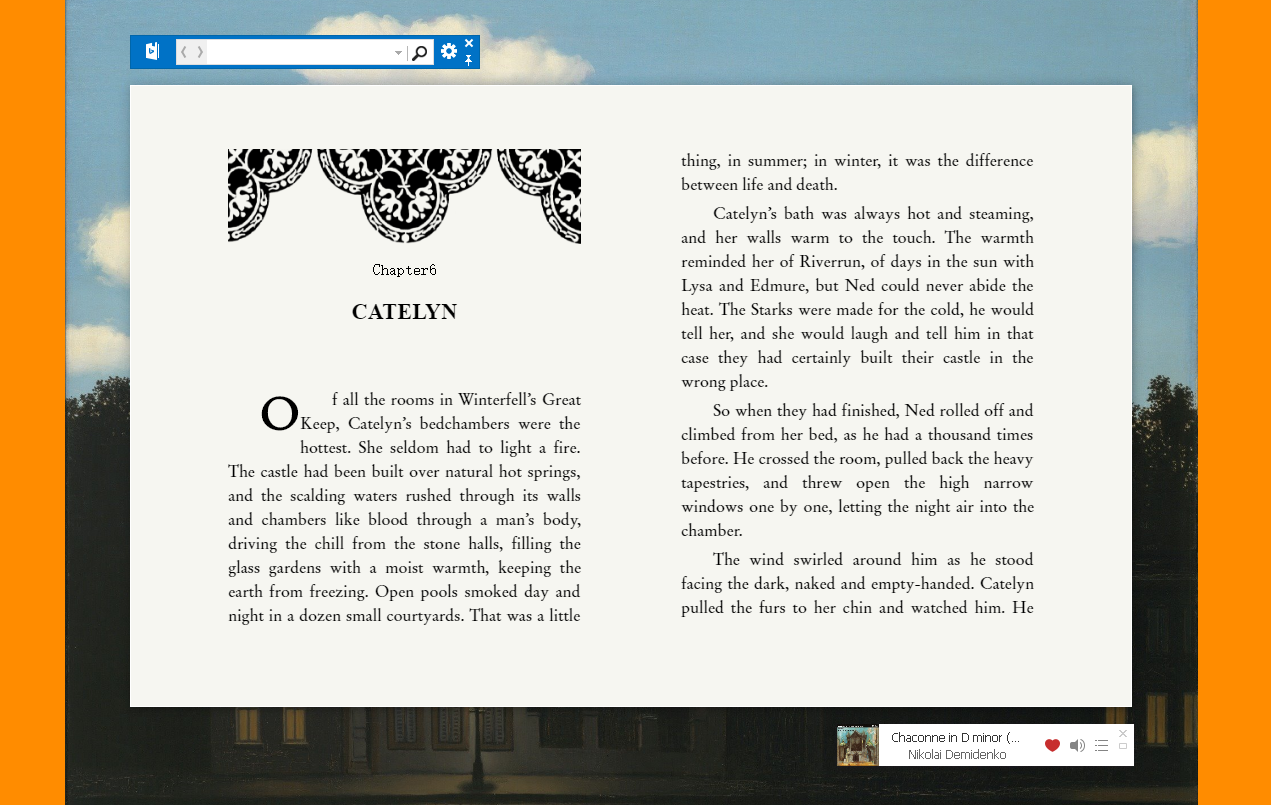 Chapter6
CATELYN
Of all the rooms in Winterfell’s Great
Keep, Catelyn’s bedchambers were the
hottest. She seldom had to light a fire.
The castle had been built over natural hot springs,
and the scalding waters rushed through its walls
and chambers like blood through a man’s body,
driving the chill from the stone halls, filling the
glass gardens with a moist warmth, keeping the
earth from freezing. Open pools smoked day and
night in a dozen small courtyards. That was a little
thing, in summer; in winter, it was the difference
between life and death.
Catelyn’s bath was always hot and steaming,
and her walls warm to the touch. The warmth
reminded her of Riverrun, of days in the sun with
Lysa and Edmure, but Ned could never abide the
heat. The Starks were made for the cold, he would
tell her, and she would laugh and tell him in that
case they had certainly built their castle in the
wrong place.
So when they had finished, Ned rolled off and
climbed from her bed, as he had a thousand times
before. He crossed the room, pulled back the heavy
tapestries, and threw open the high narrow
windows one by one, letting the night air into the
chamber.
The wind swirled around him as he stood
facing the dark, naked and empty-handed. Catelyn
pulled the furs to her chin and watched him. He
Chaconne in D minor (...
Nikolai Demidenko